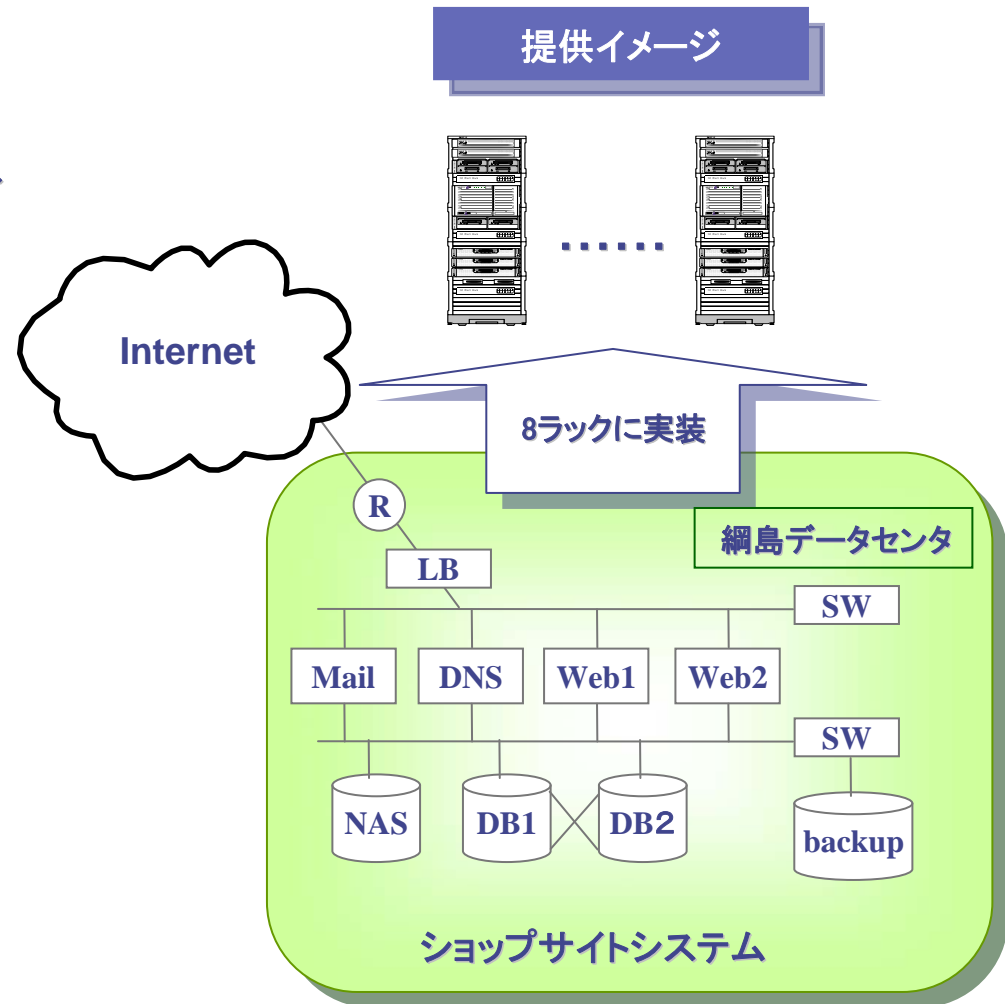 提供イメージ
Internet
8ラックに実装
R
綱島データセンタ
LB
SW
Mail
DNS
Web1
Web2
SW
NAS
DB1
DB２
backup
ショップサイトシステム